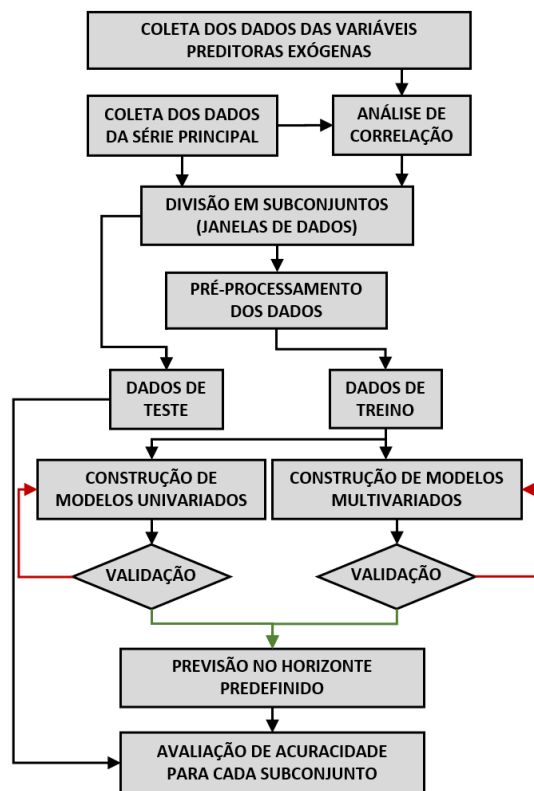 COLETA DOS DADOS DAS VARIÁVEIS
PREDITORAS EXÓGENAS
COLETA DOS DADOS
DA SÉRIE PRINCIPAL
ANÁLISE DE
CORRELAÇÃO
DIVISÃO EM SUBCONJUNTOS
(JANELAS DE DADOS)
PRÉ-PROCESSAMENTO
DOS DADOS
DADOS DE
TESTE
DADOS DE
TREINO
CONSTRUÇÃO DE
MODELOS UNIVARIADOS
CONSTRUÇÃO DE MODELOS
MULTIVARIADOS
VALIDAÇÃO
VALIDAÇÃO
PREVISÃO NO HORIZONTE
PREDEFINIDO
AVALIAÇÃO DE ACURACIDADE
PARA CADA SUBCONJUNTO